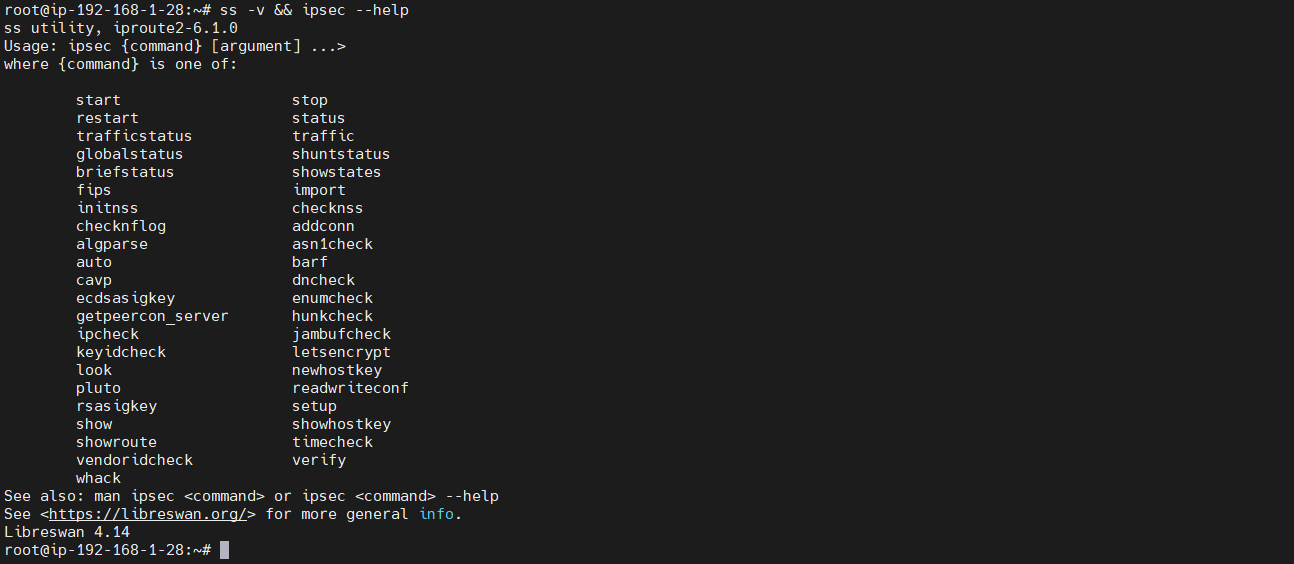 root@ip-192-168-1-28:~# ss -v && ipsec --help
ss utility, iproute2-6.1.0
Usage: ipsec {command} [argument] ...>
where {command} is one of:
start stop
restart status
trafficstatus traffic
globalstatus shuntstatus
briefstatus showstates
fips import
initnss checknss
checknflog addconn
algparse asn1check
auto barf
cavp dncheck
ecdsasigkey enumcheck
getpeercon_server hunkcheck
ipcheck jambufcheck
keyidcheck letsencrypt
look newhostkey
pluto readwriteconf
rsasigkey setup
show showhostkey
showroute timecheck
vendoridcheck verify
whack
See also: man ipsec <command> or ipsec <command> --help
See <https://libreswan.org/> for more general info.
Libreswan 4.14
root@ip-192-168-1-28:~#